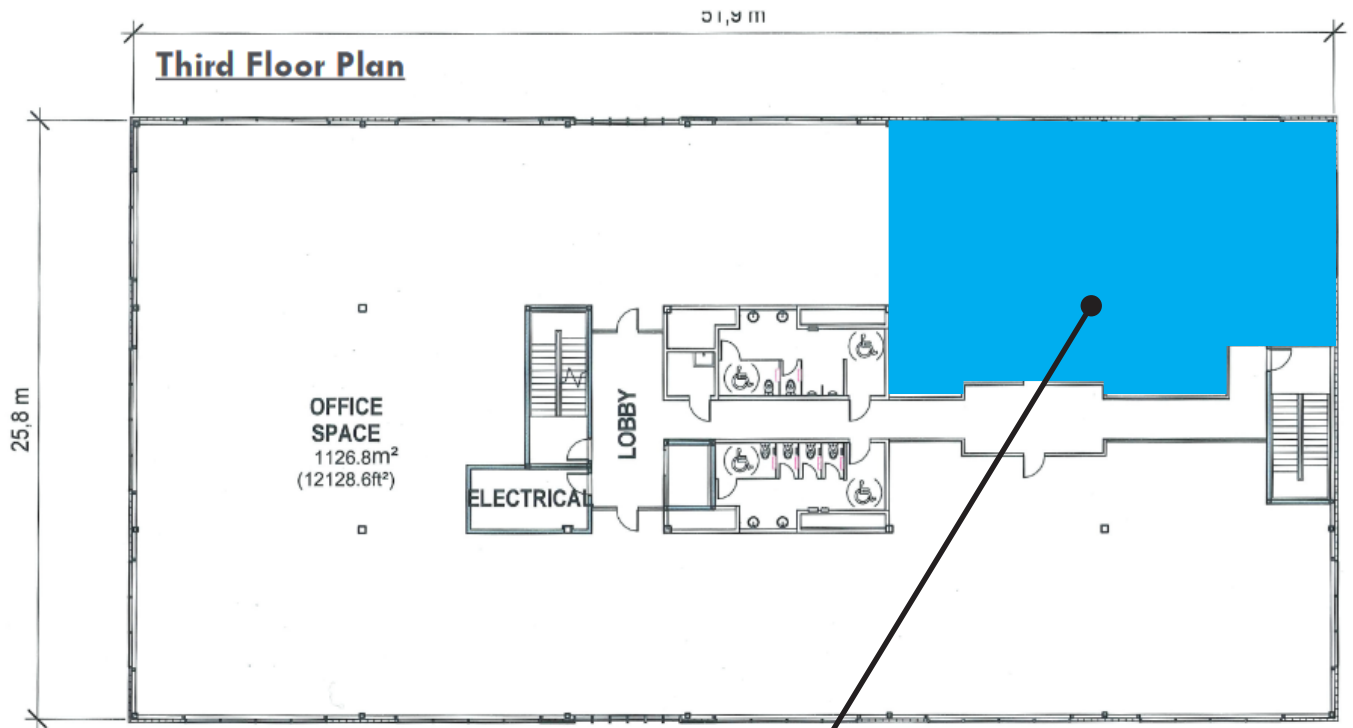 51,9 m
Third Floor Plan
25,8 m
OFFICE
SPACE
1126.8m²
(12128.6ft²)
LOBBY
ELECTRICAL